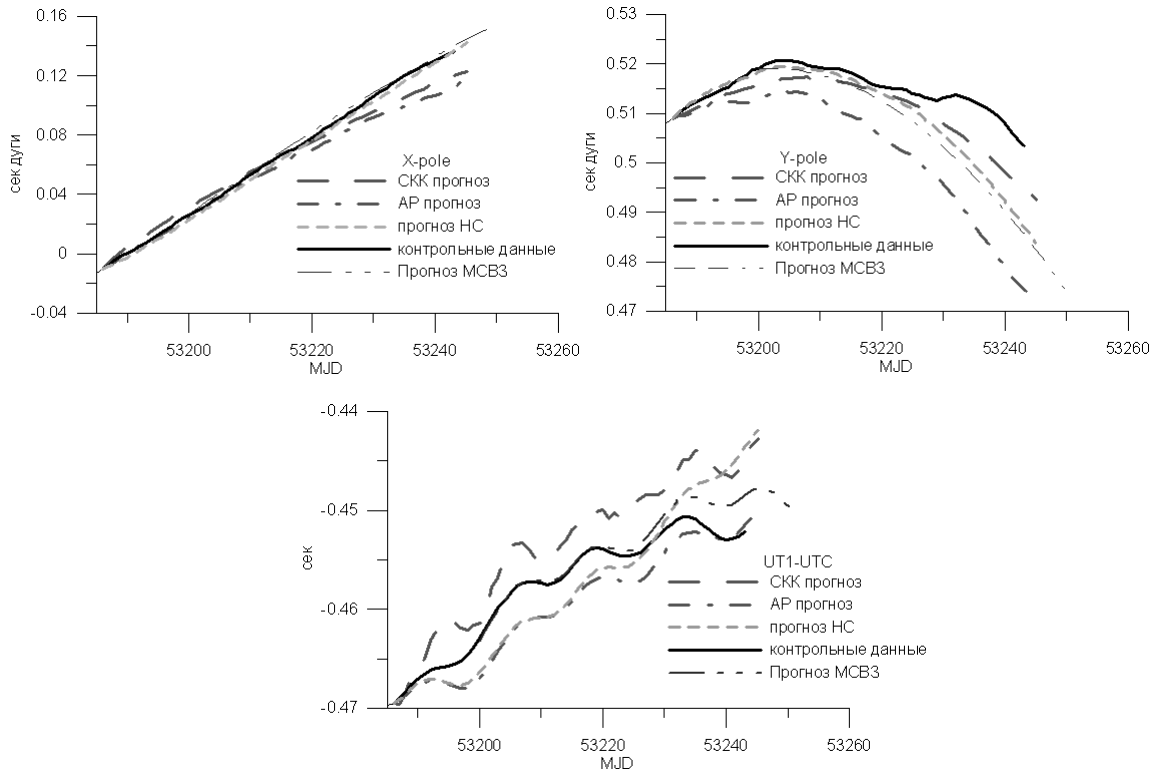 0.16
0.12
0.08
0.04
0
-0.04
сек дуги
53200
53220
53240
53260
MJD
X-pole
СКК прогноз
АР прогноз
прогноз НС
контрольные данные
Прогноз МСВЗ
0.53
0.52
0.51
0.5
0.49
0.48
0.47
сек дуги
53200
53220
53240
53260
MJD
Y-pole
СКК прогноз
АР прогноз
прогноз НС
контрольные данные
Прогноз МСВЗ
-0.44
-0.45
-0.46
-0.47
сек
53200
53220
53240
53260
MJD
UT1-UTC
СКК прогноз
АР прогноз
прогноз НС
контрольные данные
Прогноз МСВЗ